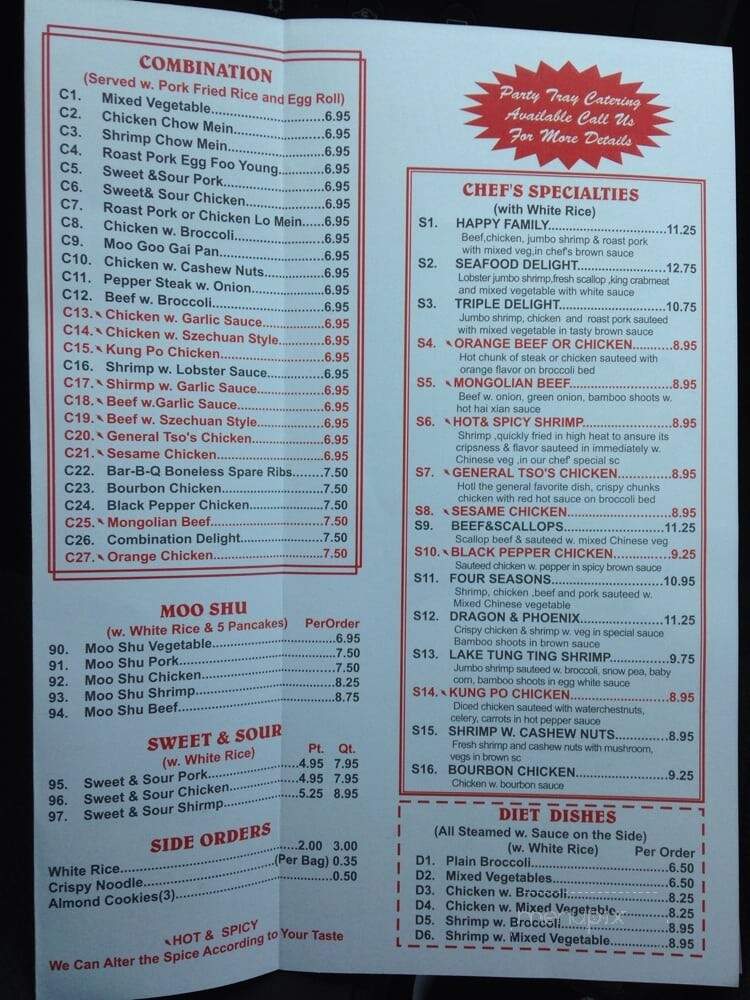 COMBINATION
(Served w. Pork Fried Rice and Egg Roll)
C1. Mixed Vegetable..............................6.95
C2. Chicken Chow Mein.......................6.95
C3. Shrimp Chow Mein.........................6.95
C4. Roast Pork Egg Foo Young............6.95
C5. Sweet &Sour Pork..........................6.95
C6. Sweet& Sour Chicken....................6.95
C7. Roast Pork or Chicken Lo Mein.....6.95
C8. Chicken w. Broccoli.......................6.95
C9. Moo Goo Gai Pan..........................6.95
C10. Chicken w. Cashew Nuts..............6.95
C11. Pepper Steak w. Onion.................6.95
C12. Beef w. Broccoli............................6.95
C13. Chicken w. Garlic Sauce...............6.95
C14. Chicken w. Szechuan Style..........6.95
C15. Kung Po Chicken..........................6.95
C16. Shrimp w. Lobster Sauce.............6.95
C17. Shirmp w. Garlic Sauce................6.95
C18. Beef w.Garlic Sauce.....................6.95
C19. Beef w. Szechuan Style................6.95
C20. General Tso's Chicken.................6.95
C21. Sesame Chicken...........................6.95
C22. Bar-B-Q Boneless Spare Ribs......7.50
C23. Bourbon Chicken..........................7.50
C24. Black Pepper Chicken..................7.50
C25. Mongolian Beef............................7.50
C26. Combination Delight....................7.50
C27. Orange Chicken............................7.50
MOO SHU
(w. White Rice & 5 Pancakes) PerOrder
90. Moo Shu Vegetable.........................6.95
91. Moo Shu Pork.................................7.50
92. Moo Shu Chicken............................7.50
93. Moo Shu Shrimp.............................8.25
94. Moo Shu Beef.................................8.75
SWEET & SOUR
(w. White Rice) Pt. Qt.
95. Sweet & Sour Pork..................4.95 7.95
96. Sweet & Sour Chicken............4.95 7.95
97. Sweet & Sour Shirmp.............5.25 8.95
SIDE ORDERS
White Rice....................................2.00 3.00
Crispy Noodle.......................(Per Bag) 0.35
Almond Cookies(3)............................0.50
HOT & SPICY
We Can Alter the Spice According to Your Taste
Party Tray Catering
Available Call Us
For More Details
CHEF'S SPECIALTIES
(with White Rice)
S1. HAPPY FAMILY..........................11.25
Beef,chicken, jumbo shrimp & roast pork
with mixed veg,in chef's brown sauce
S2. SEAFOOD DELIGHT..................12.75
Lobster jumbo shrimp,fresh scallop ,king crabmeat
and mixed vegetable with white sauce
S3. TRIPLE DELIGHT.......................10.75
Jumbo shrimp, chicken and roast pork sauteed
with mixed vegetable in tasty brown sauce
S4. ORANGE BEEF OR CHICKEN.........8.95
Hot chunk of steak or chicken sauteed with
orange flavor on broccoli bed
S5. MONGOLIAN BEEF......................8.95
Beef w. onion, green onion, bamboo shoots w.
hot hai xian sauce
S6. HOT& SPICY SHRIMP...................8.95
Shrimp ,quickly fried in high heat to ansure its
cripsness & flavor sauteed in immediately w.
Chinese veg ,in our chef' special sc
S7. GENERAL TSO'S CHICKEN...........8.95
Hotl the general favorite dish, crispy chunks
chicken with red hot sauce on broccoli bed
S8. SESAME CHICKEN.......................8.95
S9. BEEF&SCALLOPS.......................11.25
Scallop beef & sauteed w. mixed Chinese veg
S10. BLACK PEPPER CHICKEN............9.25
Sauteed chicken w. pepper in spicy brown sauce
S11. FOUR SEASONS.........................10.95
Shrimp, chicken ,beef and pork sauteed w.
Mixed Chinese vegetable
S12. DRAGON & PHOENIX..................11.25
Crispy chicken & shrimp w. veg in special sauce
Bamboo shoots in brown sauce
S13. LAKE TUNG TING SHRIMP............9.75
Jumbo shrimp sauteed w. broccoli, snow pea, baby
corn, bamboo shoots in egg white sauce
S14. KUNG PO CHICKEN.....................8.95
Diced chicken sauteed with waterchestnuts,
celery, carrots in hot pepper sauce
S15. SHRIMP W. CASHEW NUTS..........8.95
Fresh shrimp and cashew nuts with mushroom,
vegs in brown sc
S16. BOURBON CHICKEN....................9.25
Chicken w. bourbon sauce
DIET DISHES
(All Steamed w. Sauce on the Side)
(w. White Rice) Per Order
D1. Plain Broccoli..........................6.50
D2. Mixed Vegetables....................6.50
D3. Chicken w. Broccoli.................8.25
D4. Chicken w. Mixed Vegetable.....8.25
D5. Shrimp w. Broccoli..................8.95
D6. Shrimp w. Mixed Vegetable.......8.95
menupix